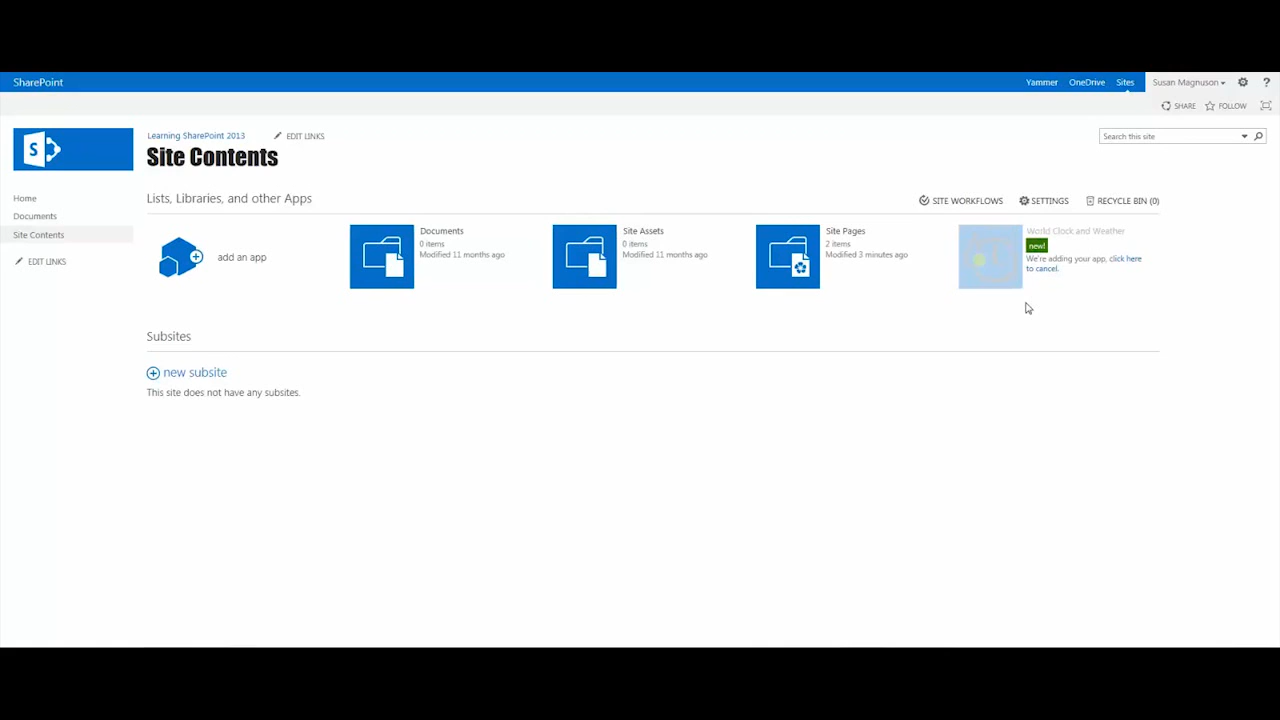 SharePoint
Yammer OneDrive Sites Susan Magnuson ?
SHARE FOLLOW
S
Learning SharePoint 2013 EDIT LINKS
Search this site
Site Contents
Home
Documents
Site Contents
EDIT LINKS
Lists, Libraries, and other Apps
SITE WORKFLOWS SETTINGS RECYCLE BIN (0)
add an app
Documents
0 items
Modified 11 months ago
Site Assets
0 items
Modified 11 months ago
Site Pages
2 items
Modified 3 minutes ago
World Clock and Weather
new!
We're adding your app, click here
to cancel.
Subsites
new subsite
This site does not have any subsites.